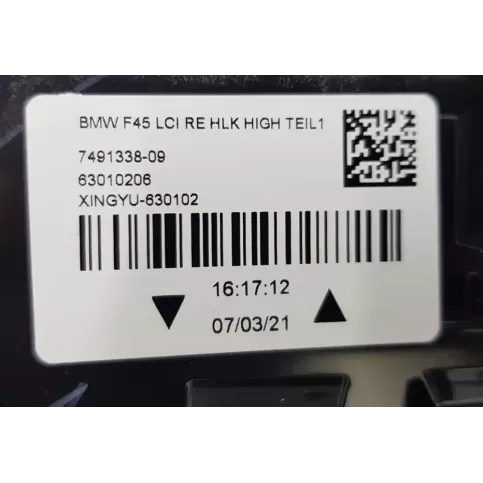 BMW F45 LCI RE HLK HIGH TEIL1
7491338-09
63010206
XINGYU-630102
16:17:12
07/03/21